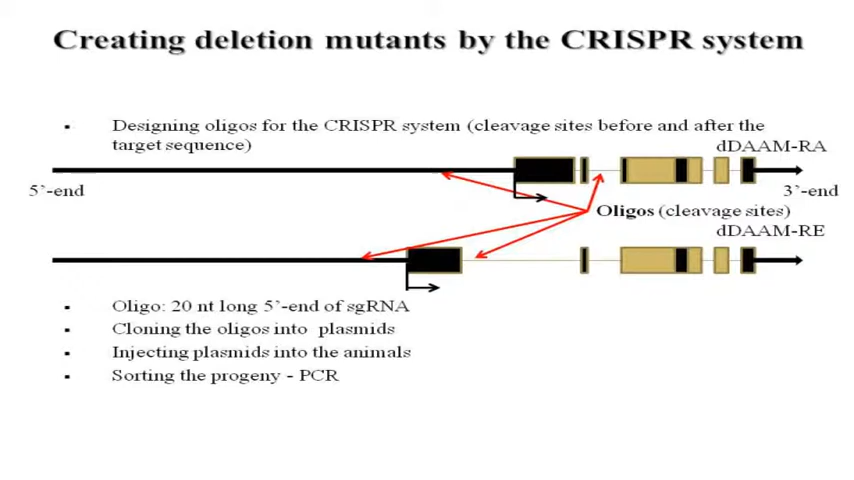 Creating deletion mutants by the CRISPR system
▪ Designing oligos for the CRISPR system (cleavage sites before and after the
target sequence)
dDAAM-RA
5’-end
3’-end
Oligos (cleavage sites)
dDAAM-RE
▪ Oligo: 20 nt long 5’-end of sgRNA
▪ Cloning the oligos into plasmids
▪ Injecting plasmids into the animals
▪ Sorting the progeny - PCR